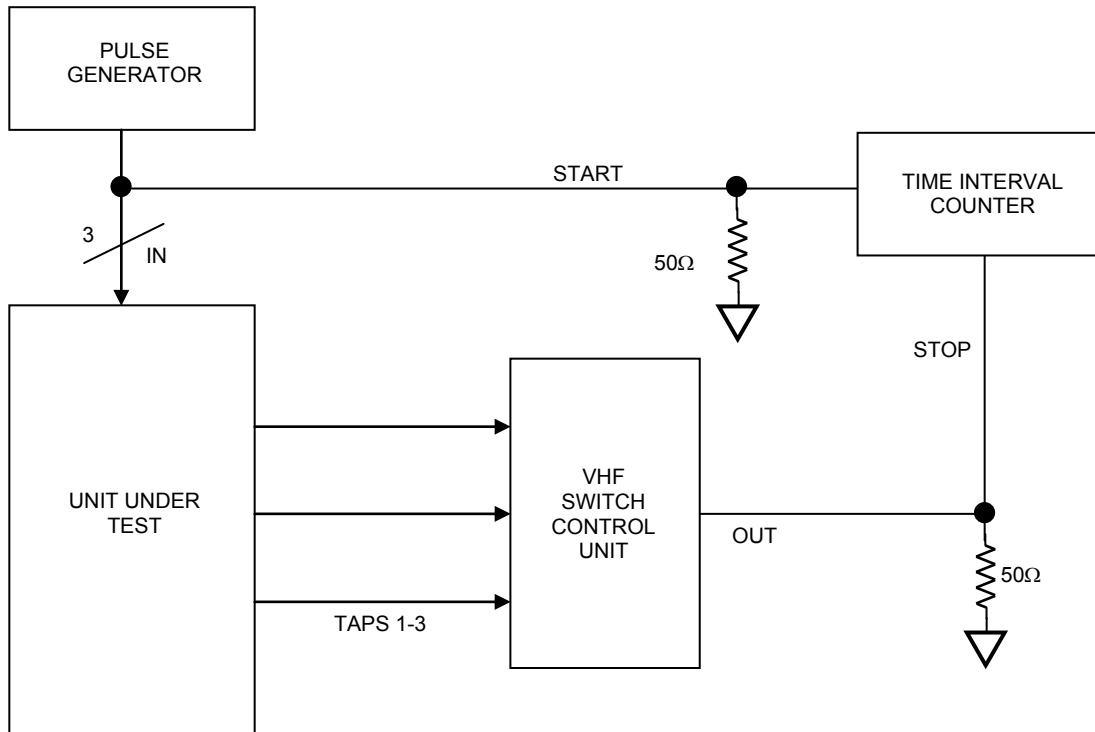 PULSE
GENERATOR
START
TIME INTERVAL
COUNTER
3
IN
50Ω
STOP
UNIT UNDER
TEST
VHF
SWITCH
CONTROL
UNIT
OUT
50Ω
TAPS 1-3